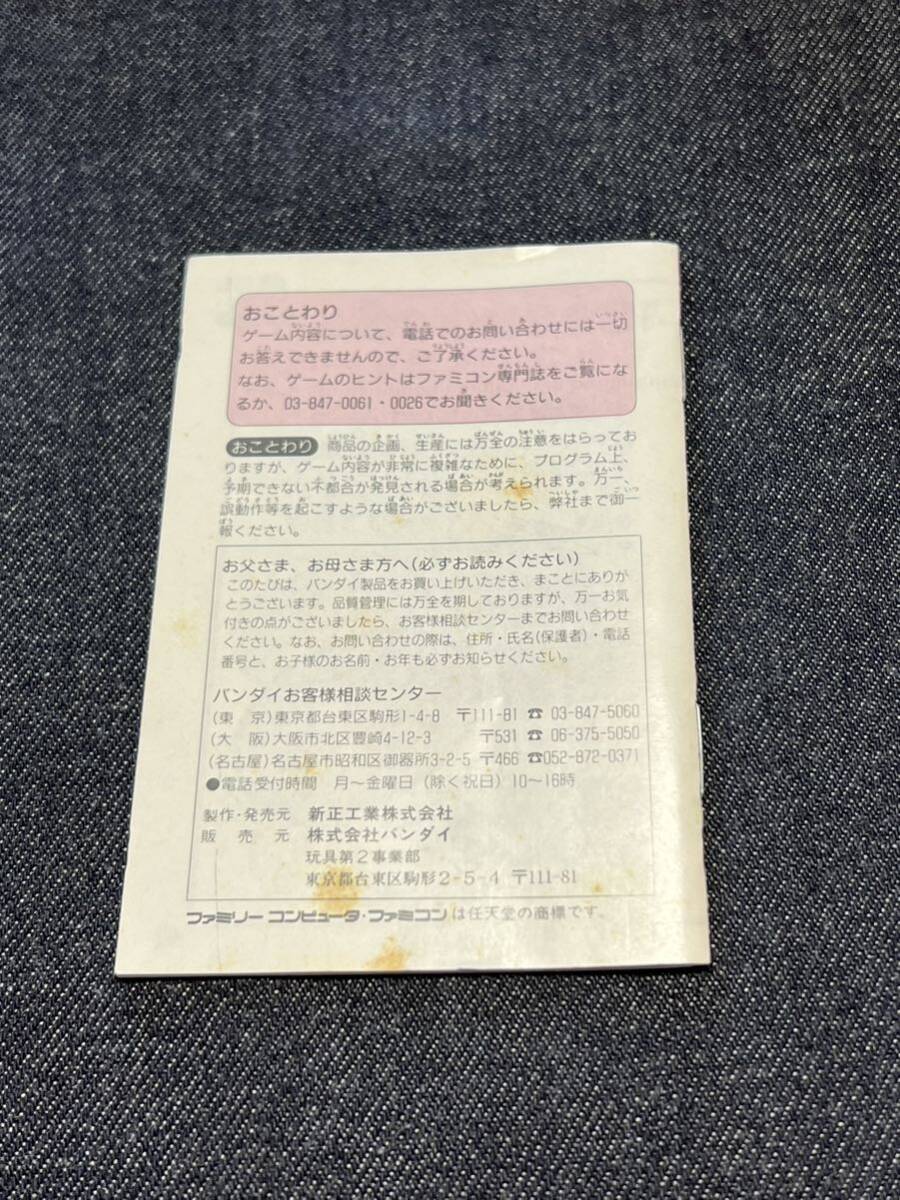 おことわり
ゲーム内容について、電話でのお問い合わせには一切
お答えできませんので、ご了承ください。
なお、ゲームのヒントはファミコン専門誌をご覧にな
るか、03-847-0061・0026でお聞きください。
おことわり 商品の企画、生産には万全の注意をはらってお
りますが、ゲーム内容が非常に複雑なために、プログラム上、
予期できない不都合が発見される場合が考えられます。万一、
誤動作等を起こすような場合がございましたら、弊社まで御一
報ください。
お父さま、お母さま方へ(必ずお読みください)
このたびは、バンダイ製品をお買い上げいただき、まことにありが
とうございます。品質管理には万全を期しておりますが、万一お気
付きの点がございましたら、お客様相談センターまでお問い合わせ
ください。なお、お問い合わせの際は、住所・氏名(保護者)・電話
番号と、お子様のお名前・お年も必ずお知らせください。
バンダイお客様相談センター
(東 京)東京都台東区駒形1-4-8 〒111-81 ☎ 03-847-5060
(大 阪)大阪市北区豊崎4-12-3 〒531 ☎ 06-375-5050
(名古屋)名古屋市昭和区御器所3-2-5 〒466 ☎052-872-0371
●電話受付時間 月～金曜日(除く祝日)10～16時
製作・発売元 新正工業株式会社
販売元 株式会社バンダイ
玩具第2事業部
東京都台東区駒形2-5-4 〒111-81
ファミリーコンピュータ・ファミコンは任天堂の商標です。